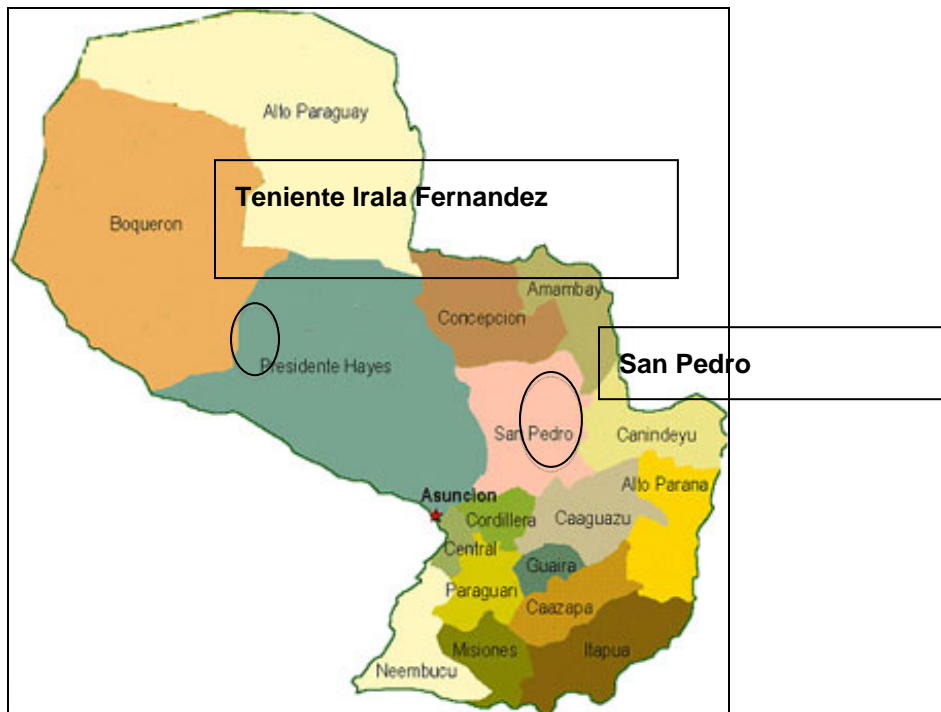 Alto Paraguay
Teniente Irala Fernandez
Boqueron
Amambay
Concepcion
San Pedro
Presidente Hayes
San Pedro
Canindeyu
Alto Parana
Asuncion
Cordillera
Caaguazu
Central
Guaira
Paraguari
Caazapa
Misiones
Itapua
Neembucu